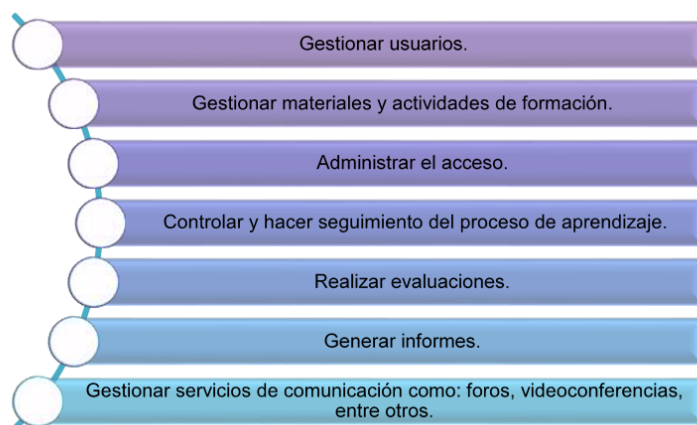 Gestionar usuarios.
Gestionar materiales y actividades de formación.
Administrar el acceso.
Controlar y hacer seguimiento del proceso de aprendizaje.
Realizar evaluaciones.
Generar informes.
Gestionar servicios de comunicación como: foros, videoconferencias,
entre otros.